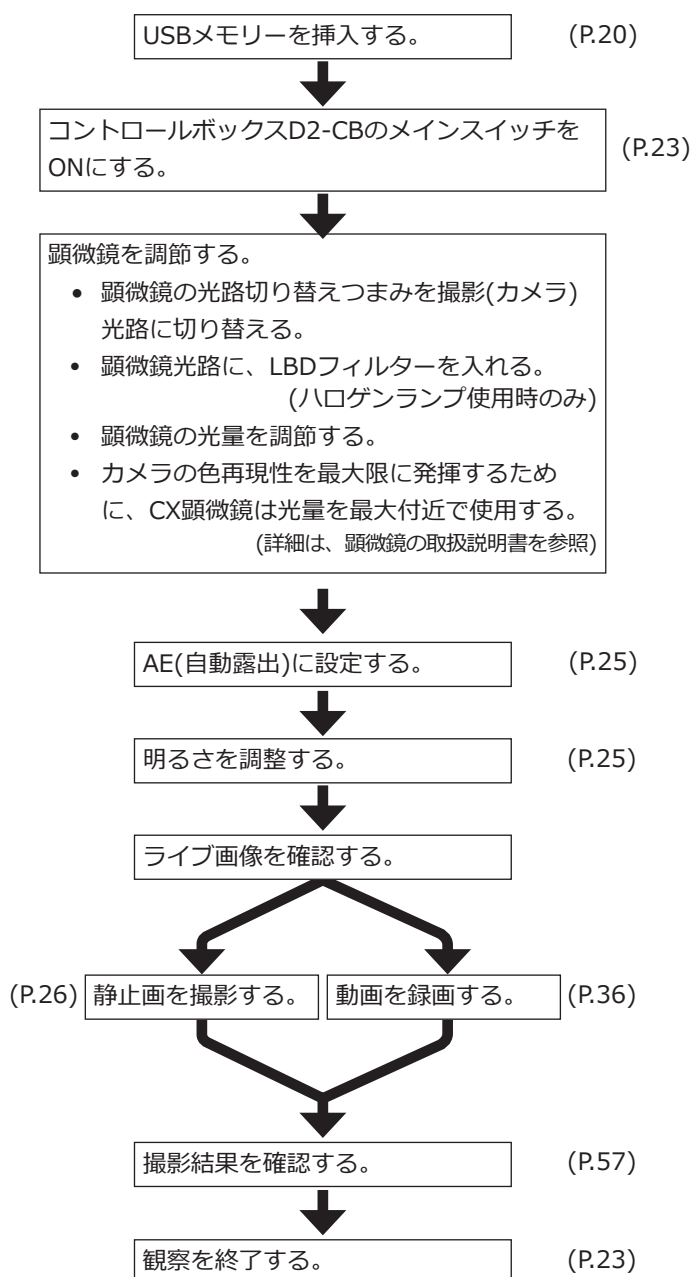 USBメモリーを挿入する。 (P.20)
コントロールボックスD2-CBのメインスイッチを
ONにする。
(P.23)
顕微鏡を調節する。
• 顕微鏡の光路切り替えつまみを撮影(カメラ)
光路に切り替える。
• 顕微鏡光路に、LBDフィルターを入れる。
(ハロゲンランプ使用時のみ)
• 顕微鏡の光量を調節する。
• カメラの色再現性を最大限に発揮するため
に、CX顕微鏡は光量を最大付近で使用する。
(詳細は、顕微鏡の取扱説明書を参照)
AE(自動露出)に設定する。 (P.25)
明るさを調整する。 (P.25)
ライブ画像を確認する。
(P.26) 静止画を撮影する。 動画を録画する。 (P.36)
撮影結果を確認する。 (P.57)
観察を終了する。 (P.23)